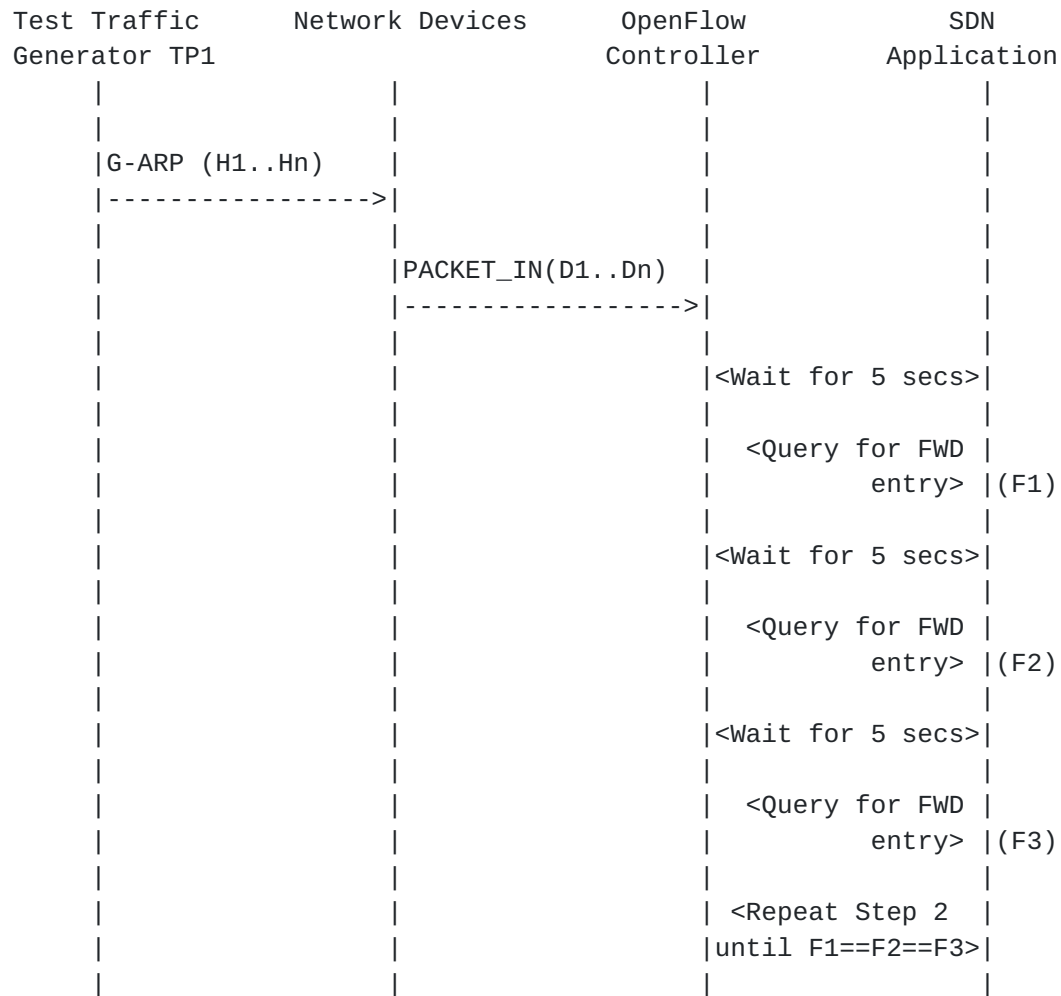 Test Traffic Network Devices OpenFlow SDN
Generator TP1 Controller Application
G-ARP (H1..Hn)
PACKET_IN(D1..Dn)
<Wait for 5 secs>
<Query for FWD
entry> (F1)
<Wait for 5 secs>
<Query for FWD
entry> (F2)
<Wait for 5 secs>
<Query for FWD
entry> (F3)
<Repeat Step 2
until F1==F2==F3>